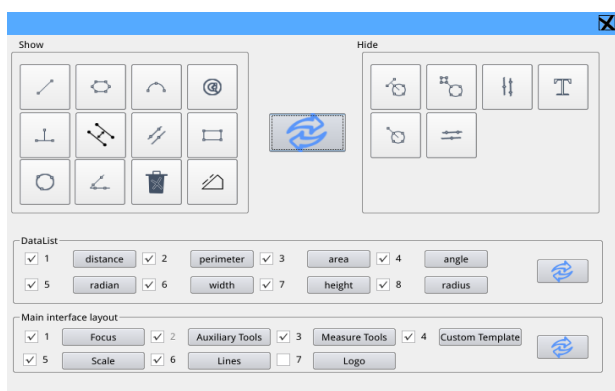 Show Hide
DataList
1 distance 2 perimeter 3 area 4 angle
5 radian 6 width 7 height 8 radius
Main interface layout
1 Focus 2 Auxiliary Tools 3 Measure Tools 4 Custom Template
5 Scale 6 Lines 7 Logo